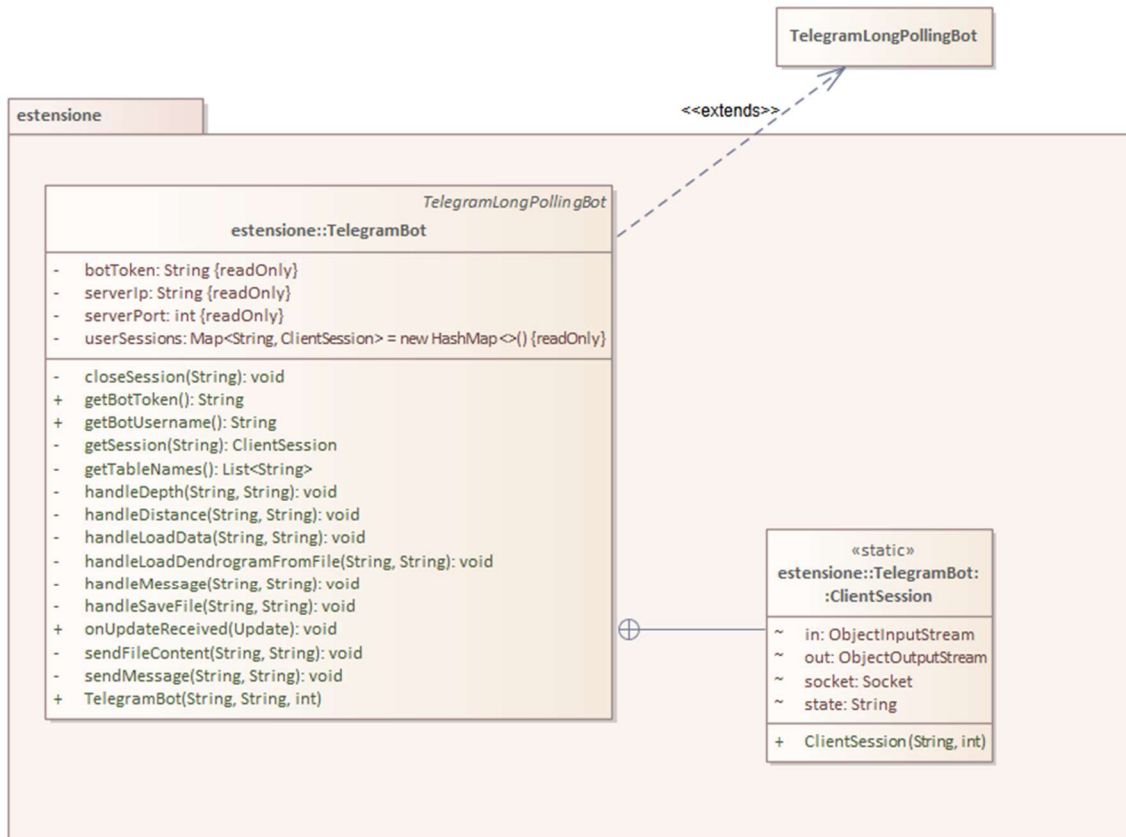 TelegramLongPollingBot
<<extends>>
estensione
TelegramLongPollingBot
estensione::TelegramBot
- botToken: String {readOnly}
- serverIp: String {readOnly}
- serverPort: int {readOnly}
- userSessions: Map<String, ClientSession> = new HashMap<>() {readOnly}
- closeSession(String): void
+ getBotToken(): String
+ getBotUsername(): String
- getSession(String): ClientSession
- getTableNames(): List<String>
- handleDepth(String, String): void
- handleDistance(String, String): void
- handleLoadData(String, String): void
- handleLoadDendrogramFromFile(String, String): void
- handleMessage(String, String): void
- handleSaveFile(String, String): void
+ onUpdateReceived(Update): void
- sendFileContent(String, String): void
- sendMessage(String, String): void
+ TelegramBot(String, String, int)
«static»
estensione::TelegramBot:
:ClientSession
~ in: ObjectInputStream
~ out: ObjectOutputStream
~ socket: Socket
~ state: String
+ ClientSession(String, int)